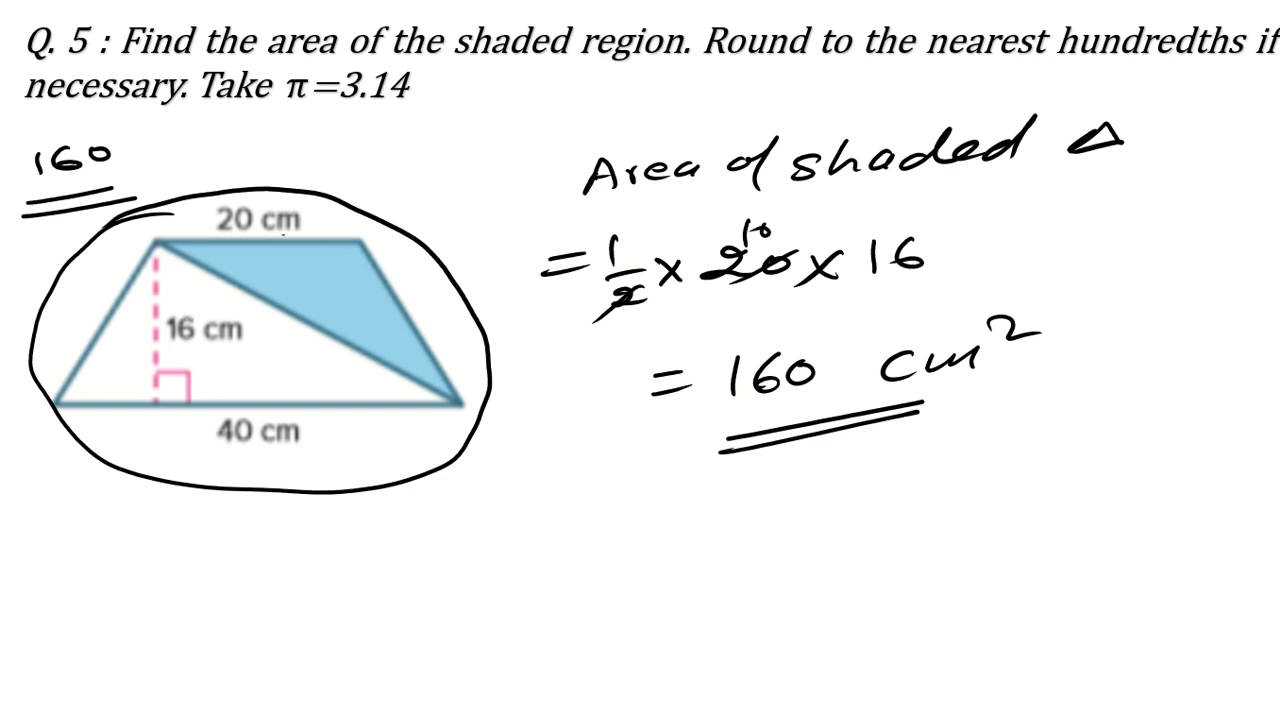 Q. 5 : Find the area of the shaded region. Round to the nearest hundredths if
necessary. Take π=3.14
160
20 cm
16 cm
40 cm
Area of shaded Δ
= 1/2 x 20 10 x 16
= 160 cm²